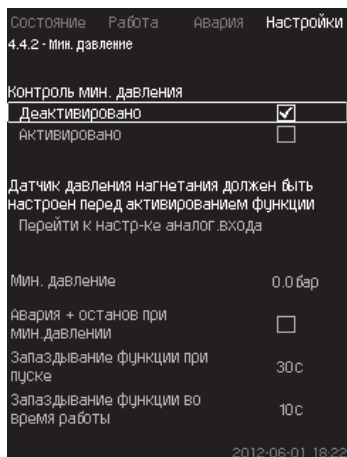 Состояние Работа Авария Настройки
4.4.2 - Мин. давление
Контроль мин. давления
Деактивировано
Активировано
Датчик давления нагнетания должен быть
настроен перед активированием функции
Перейти к настр-ке аналог.входа
Мин. давление 0.0 бар
Авария + останов при
мин.давлении
Запаздывание функции при
пуске 30с
Запаздывание функции во
время работы 10с
2012-06-01 18:22